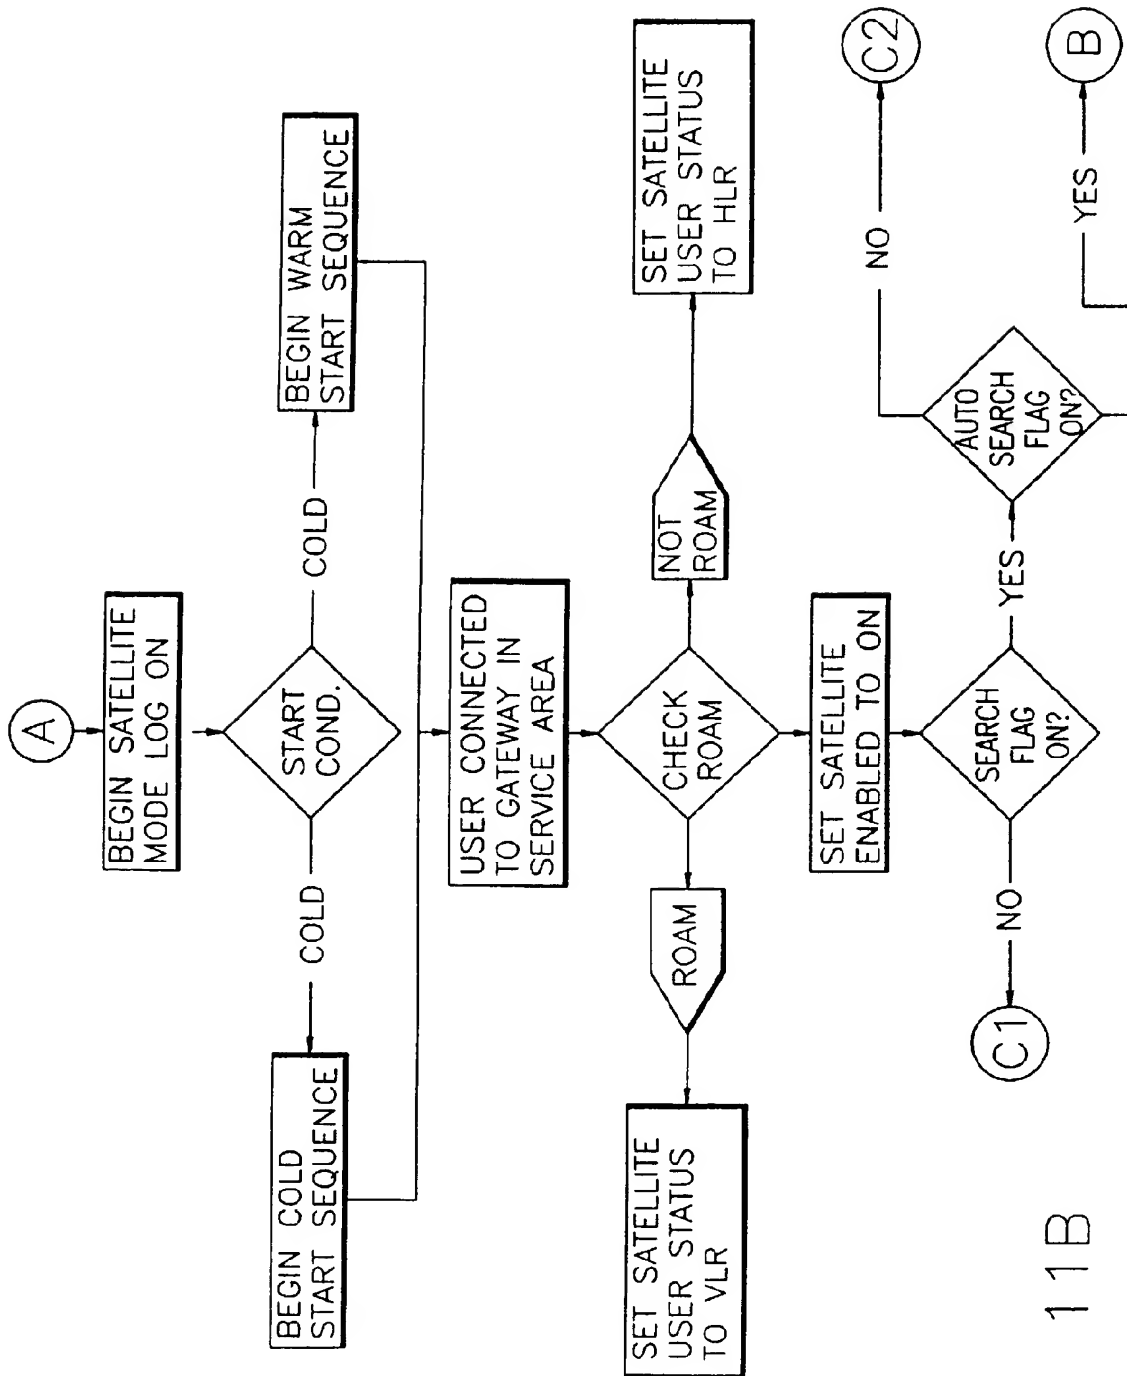 A
BEGIN SATELLITE
MODE LOG ON
START
COND.
COLD
COLD
BEGIN COLD
START SEQUENCE
BEGIN WARM
START SEQUENCE
USER CONNECTED
TO GATEWAY IN
SERVICE AREA
CHECK
ROAM
ROAM
NOT
ROAM
SET SATELLITE
USER STATUS
TO VLR
SET SATELLITE
USER STATUS
TO HLR
SET SATELLITE
ENABLED TO ON
SEARCH
FLAG
ON?
NO
C1
YES
AUTO
SEARCH
FLAG
ON?
NO
C2
YES
B
11B